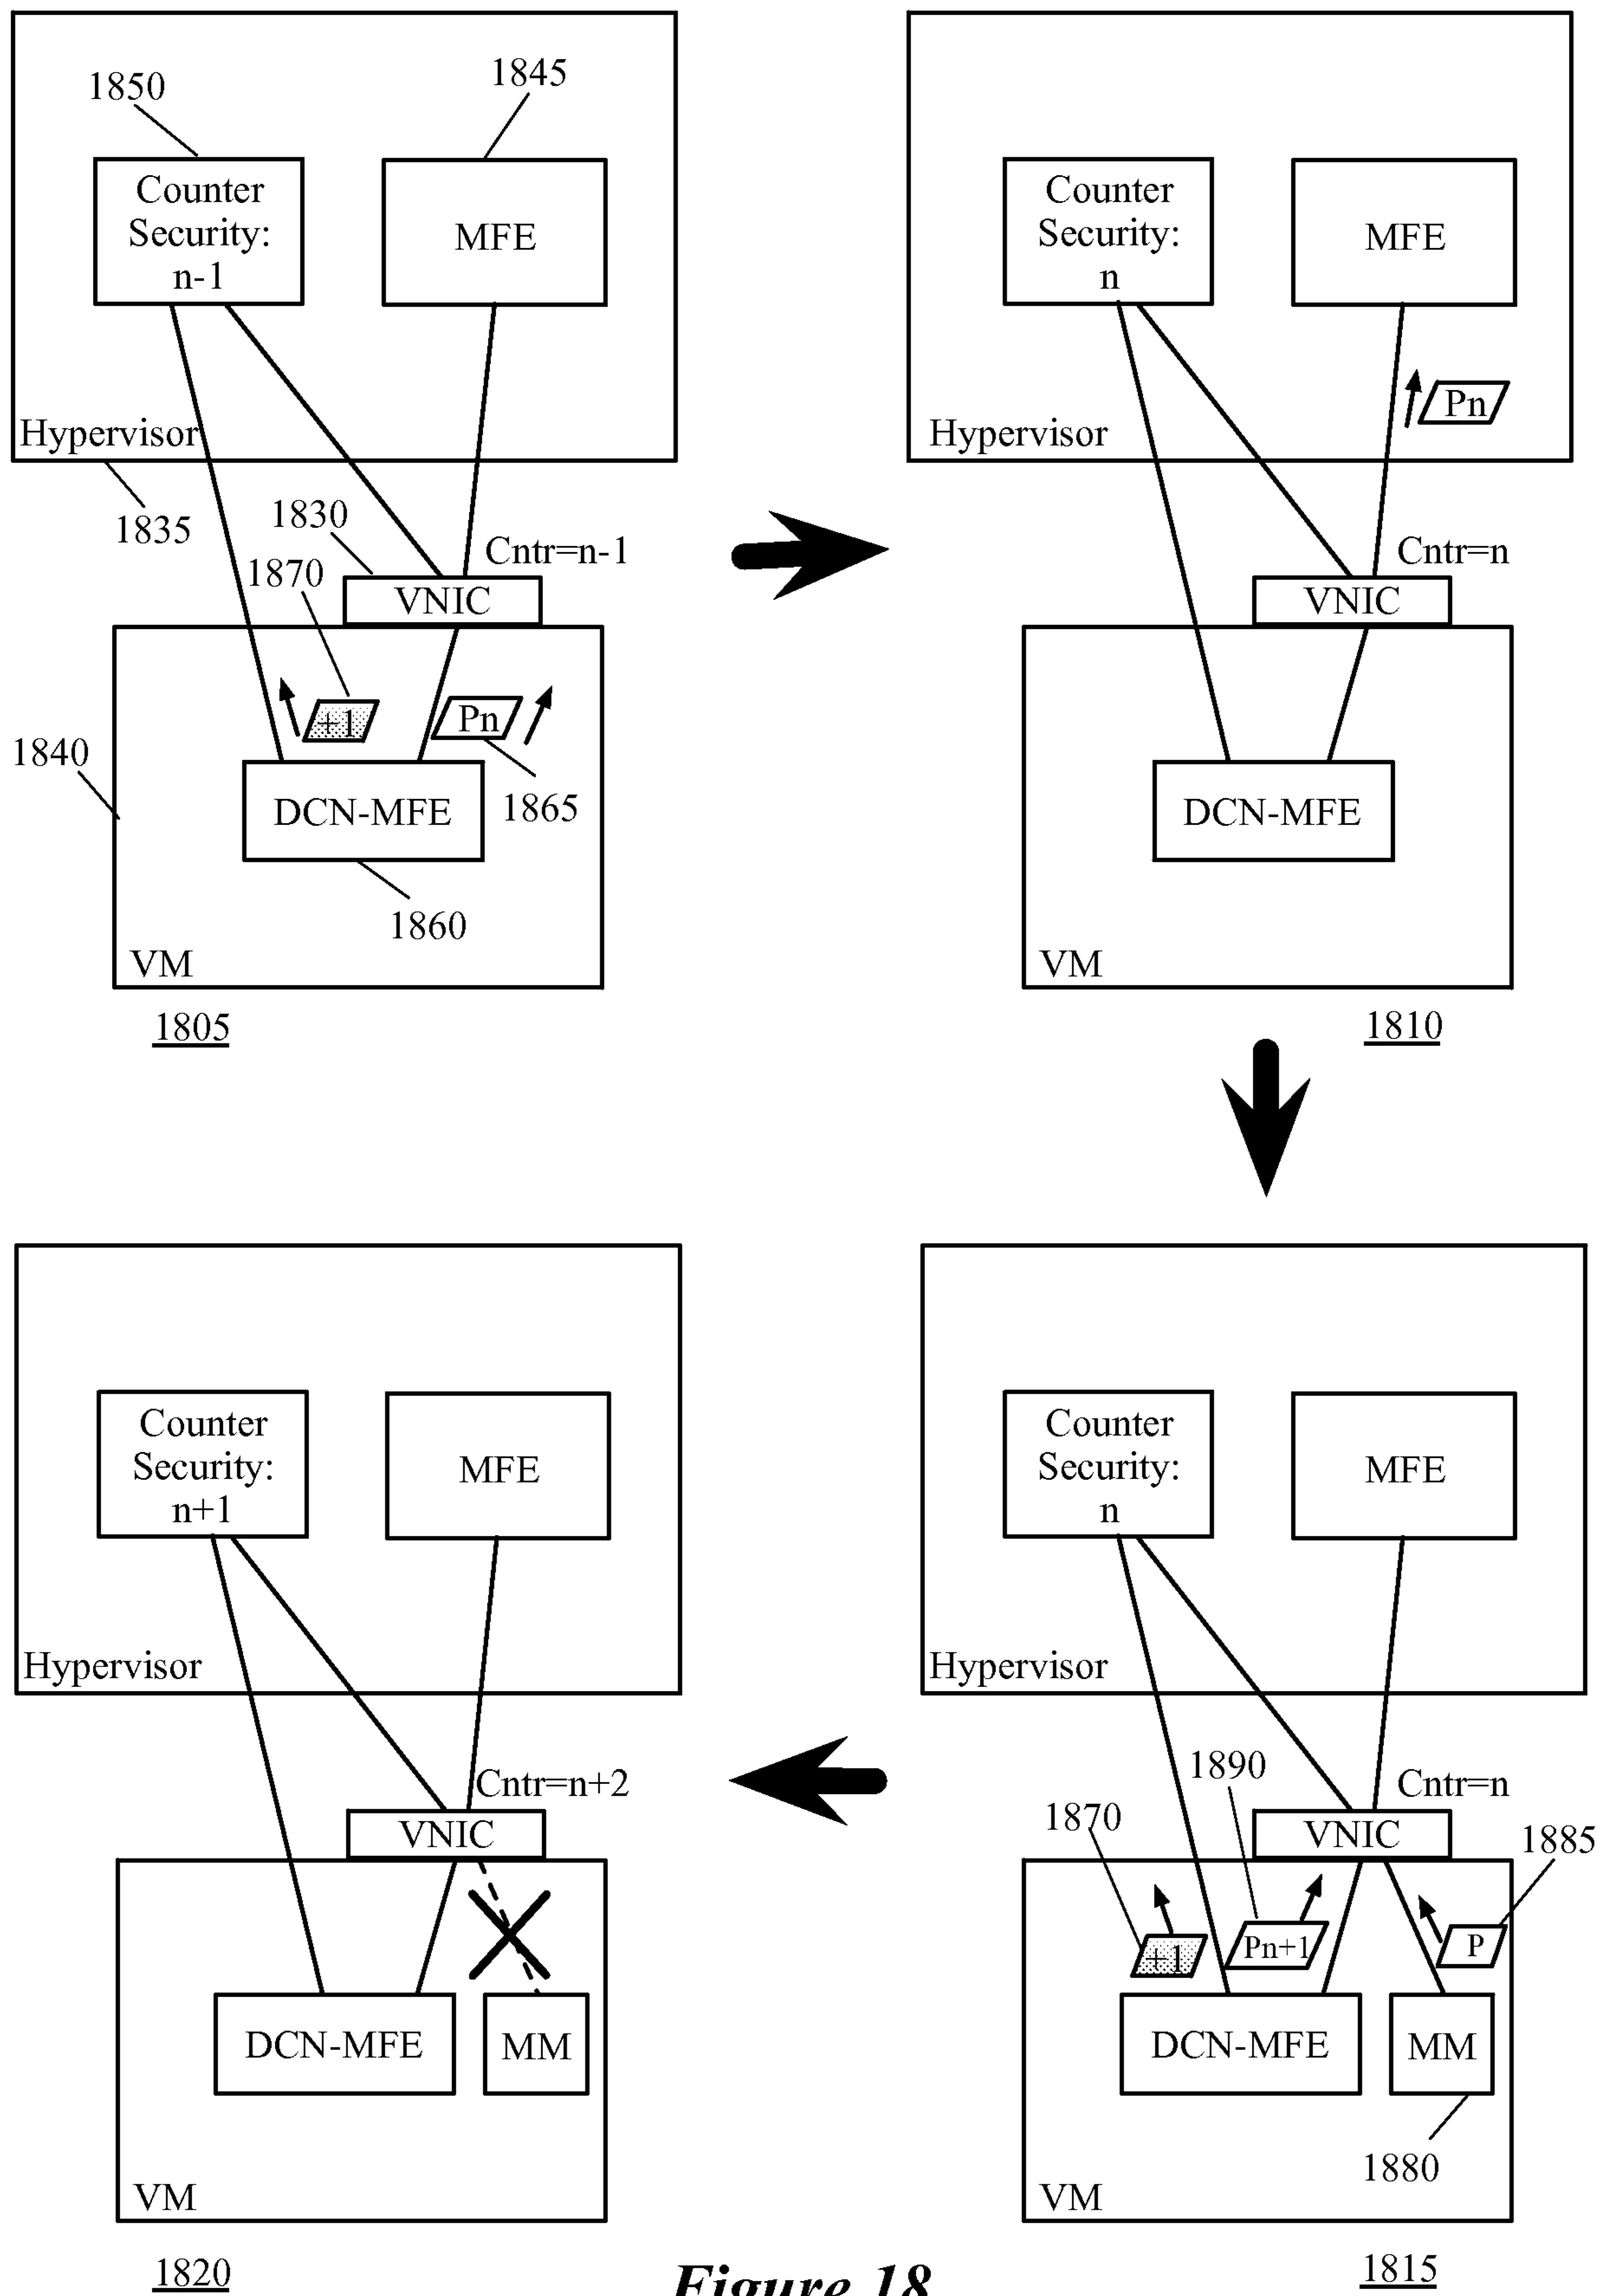 1850
1845
Counter
Security:
n-1
MFE
Hypervisor
1835
1830
1870
Cntr=n-1
VNIC
+1
Pn
1840
DCN-MFE
1865
1860
VM
1805
Counter
Security:
n
MFE
Pn
Hypervisor
Cntr=n
VNIC
DCN-MFE
VM
1810
Counter
Security:
n+1
MFE
Hypervisor
Cntr=n+2
VNIC
DCN-MFE
MM
VM
1820
Counter
Security:
n
MFE
Hypervisor
1890
Cntr=n
1870
VNIC
1885
+1
Pn+1
P
DCN-MFE
MM
1880
VM
1815
Figure 18